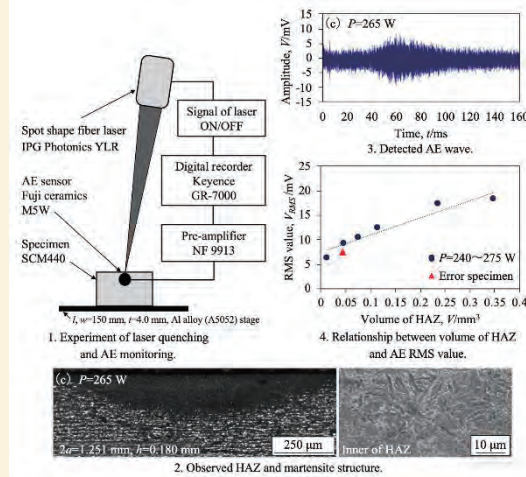 Spot shape fiber laser
IPG Photonics YLR
AE sensor
Fuji ceramics
M5W
Specimen
SCM440
Signal of laser
ON/OFF
Digital recorder
Keyence
GR-7000
Pre-amplifier
NF 9913
l, w=150 mm, t=4.0 mm, Al alloy (A5052) stage
1. Experiment of laser quenching
and AE monitoring.
(c) P=265 W
Amplitude, V/mV
15
10
5
0
-5
-10
-15
0 20 40 60 80 100 120 140 160
Time, t/ms
3. Detected AE wave.
RMS value, VRMS/mV
25
20
15
10
5
0
P=240～275 W
Error specimen
0 0.05 0.1 0.15 0.2 0.25 0.3 0.35 0.4
Volume of HAZ, V/mm³
4. Relationship between volume of HAZ
and AE RMS value.
(c) P=265 W
2a=1.251 mm, h=0.180 mm
250 μm
Inner of HAZ
10 μm
2. Observed HAZ and martensite structure.